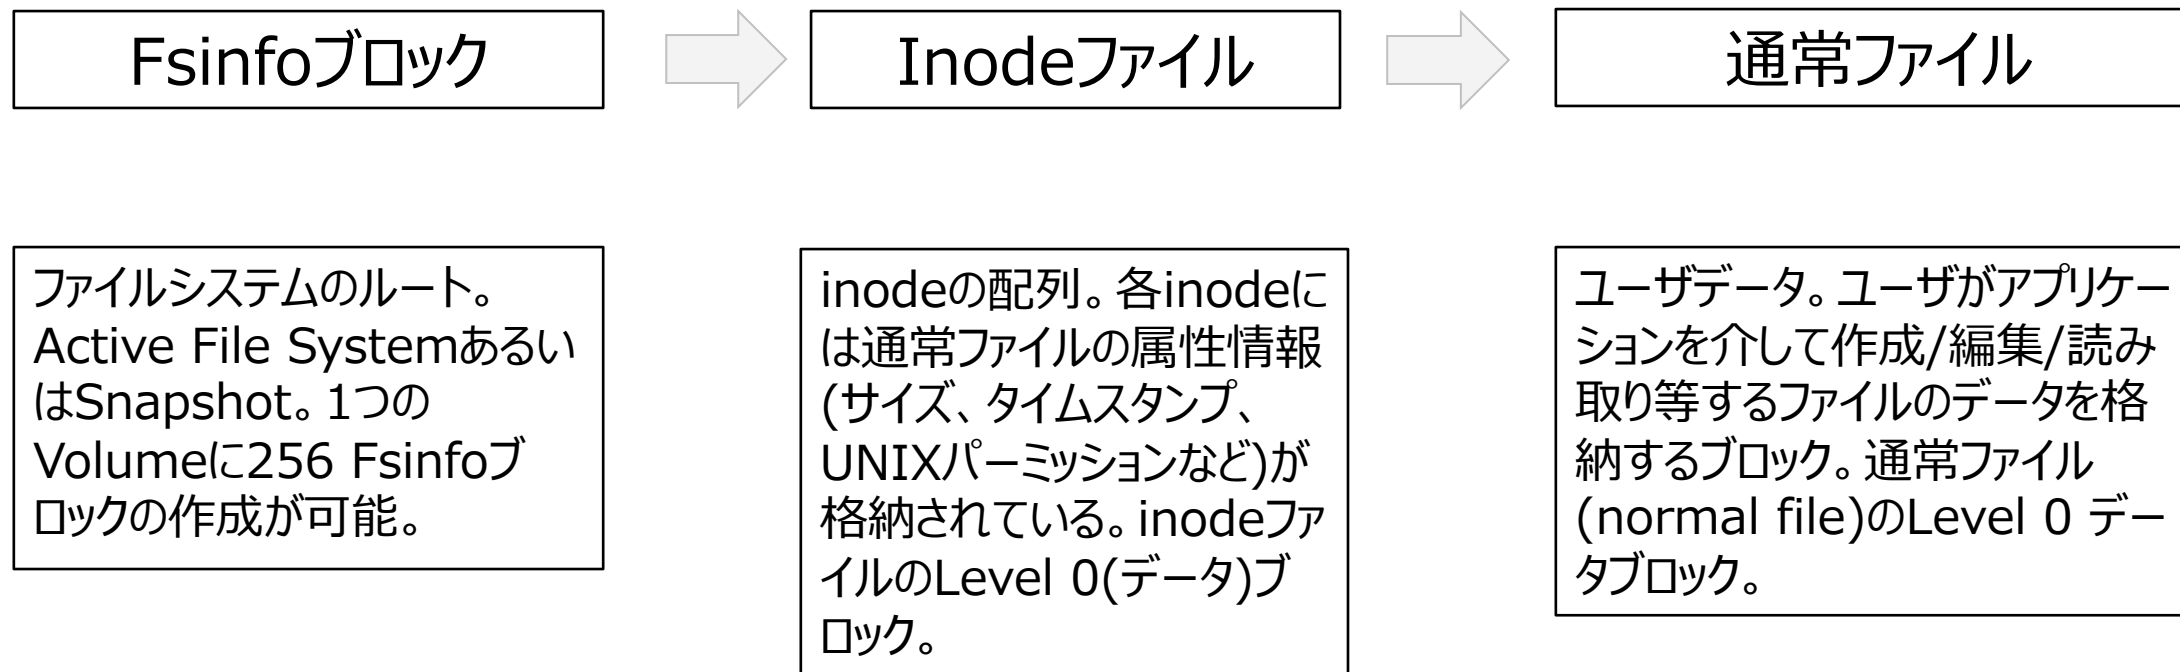 Fsinfoブロック
Inodeファイル
通常ファイル
ファイルシステムのルート。
Active File Systemあるい
はSnapshot。1つの
Volumeに256 Fsinfoブ
ロックの作成が可能。
inodeの配列。各inodeに
は通常ファイルの属性情報
(サイズ、タイムスタンプ、
UNIXパーミッションなど)が
格納されている。inodeファ
イルのLevel 0(データ)ブ
ロック。
ユーザデータ。ユーザがアプリケー
ションを介して作成/編集/読み
取り等するファイルのデータを格
納するブロック。通常ファイル
(normal file)のLevel 0 デー
タブロック。